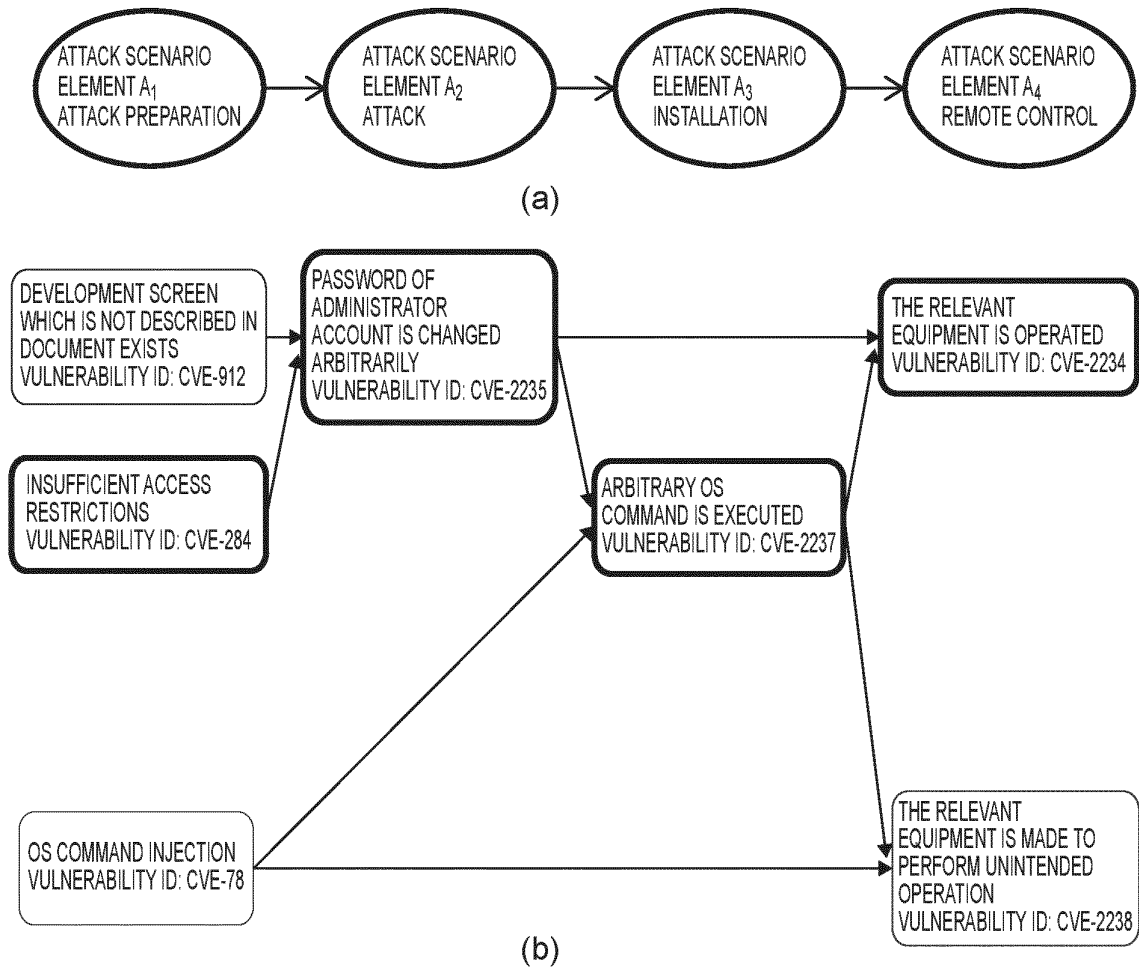 ATTACK SCENARIO
ELEMENT A1
ATTACK PREPARATION
ATTACK SCENARIO
ELEMENT A2
ATTACK
ATTACK SCENARIO
ELEMENT A3
INSTALLATION
ATTACK SCENARIO
ELEMENT A4
REMOTE CONTROL
(a)
DEVELOPMENT SCREEN
WHICH IS NOT DESCRIBED IN
DOCUMENT EXISTS
VULNERABILITY ID: CVE-912
PASSWORD OF
ADMINISTRATOR
ACCOUNT IS CHANGED
ARBITRARILY
VULNERABILITY ID: CVE-2235
THE RELEVANT
EQUIPMENT IS OPERATED
VULNERABILITY ID: CVE-2234
INSUFFICIENT ACCESS
RESTRICTIONS
VULNERABILITY ID: CVE-284
ARBITRARY OS
COMMAND IS EXECUTED
VULNERABILITY ID: CVE-2237
OS COMMAND INJECTION
VULNERABILITY ID: CVE-78
THE RELEVANT
EQUIPMENT IS MADE TO
PERFORM UNINTENDED
OPERATION
VULNERABILITY ID: CVE-2238
(b)